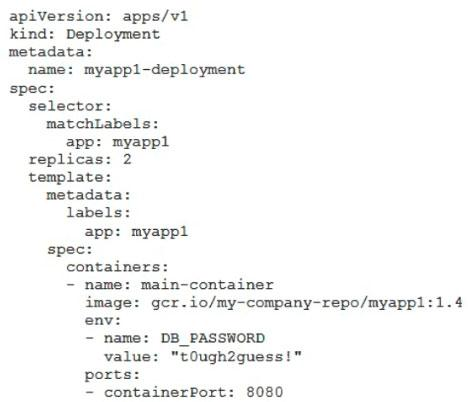 apiVersion: apps/v1
kind: Deployment
metadata:
  name: myapp1-deployment
spec:
  selector:
    matchLabels:
      app: myapp1
  replicas: 2
  template:
    metadata:
      labels:
        app: myapp1
    spec:
      containers:
      - name: main-container
        image: gcr.io/my-company-repo/myapp1:1.4
        env:
        - name: DB_PASSWORD
          value: "t0ugh2guess!"
        ports:
        - containerPort: 8080